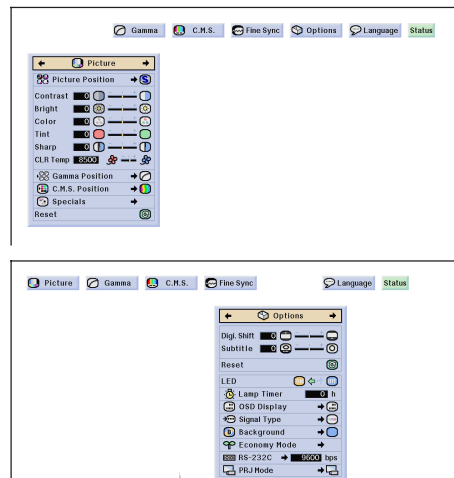 Gamma C.M.S. Fine Sync Options Language Status
Picture
Picture Position S
Contrast 0
Bright 0
Color 0
Tint 0
Sharp 0
CLR Temp 8500
Gamma Position
C.M.S. Position
Specials
Reset
Picture Gamma C.M.S. Fine Sync Language Status
Options
Digi. Shift 0
Subtitle 0
Reset
LED
Lamp Timer 0 h
OSD Display
Signal Type
Background
Economy Mode
RS-232C 9600 bps
PRJ Mode